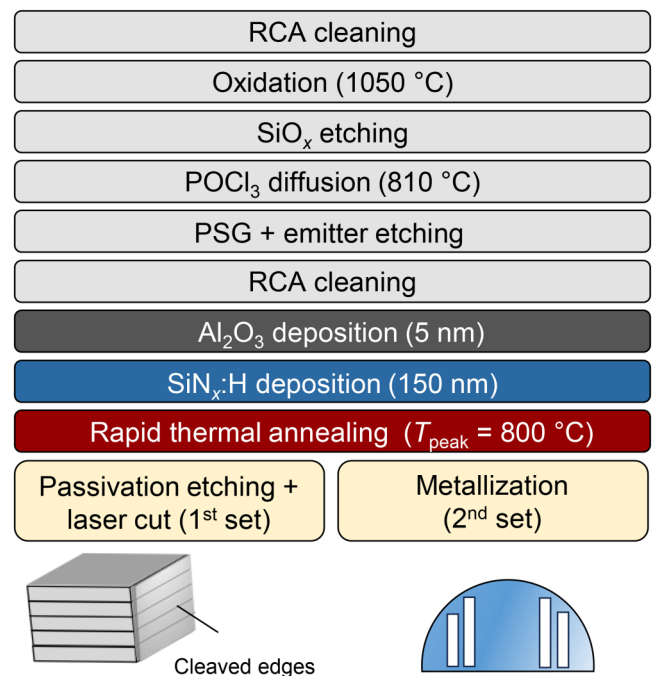 RCA cleaning
Oxidation (1050 °C)
SiOx etching
POCl3 diffusion (810 °C)
PSG + emitter etching
RCA cleaning
Al2O3 deposition (5 nm)
SiNx:H deposition (150 nm)
Rapid thermal annealing (Tpeak = 800 °C)
Passivation etching +
laser cut (1st set)
Metallization
(2nd set)
Cleaved edges